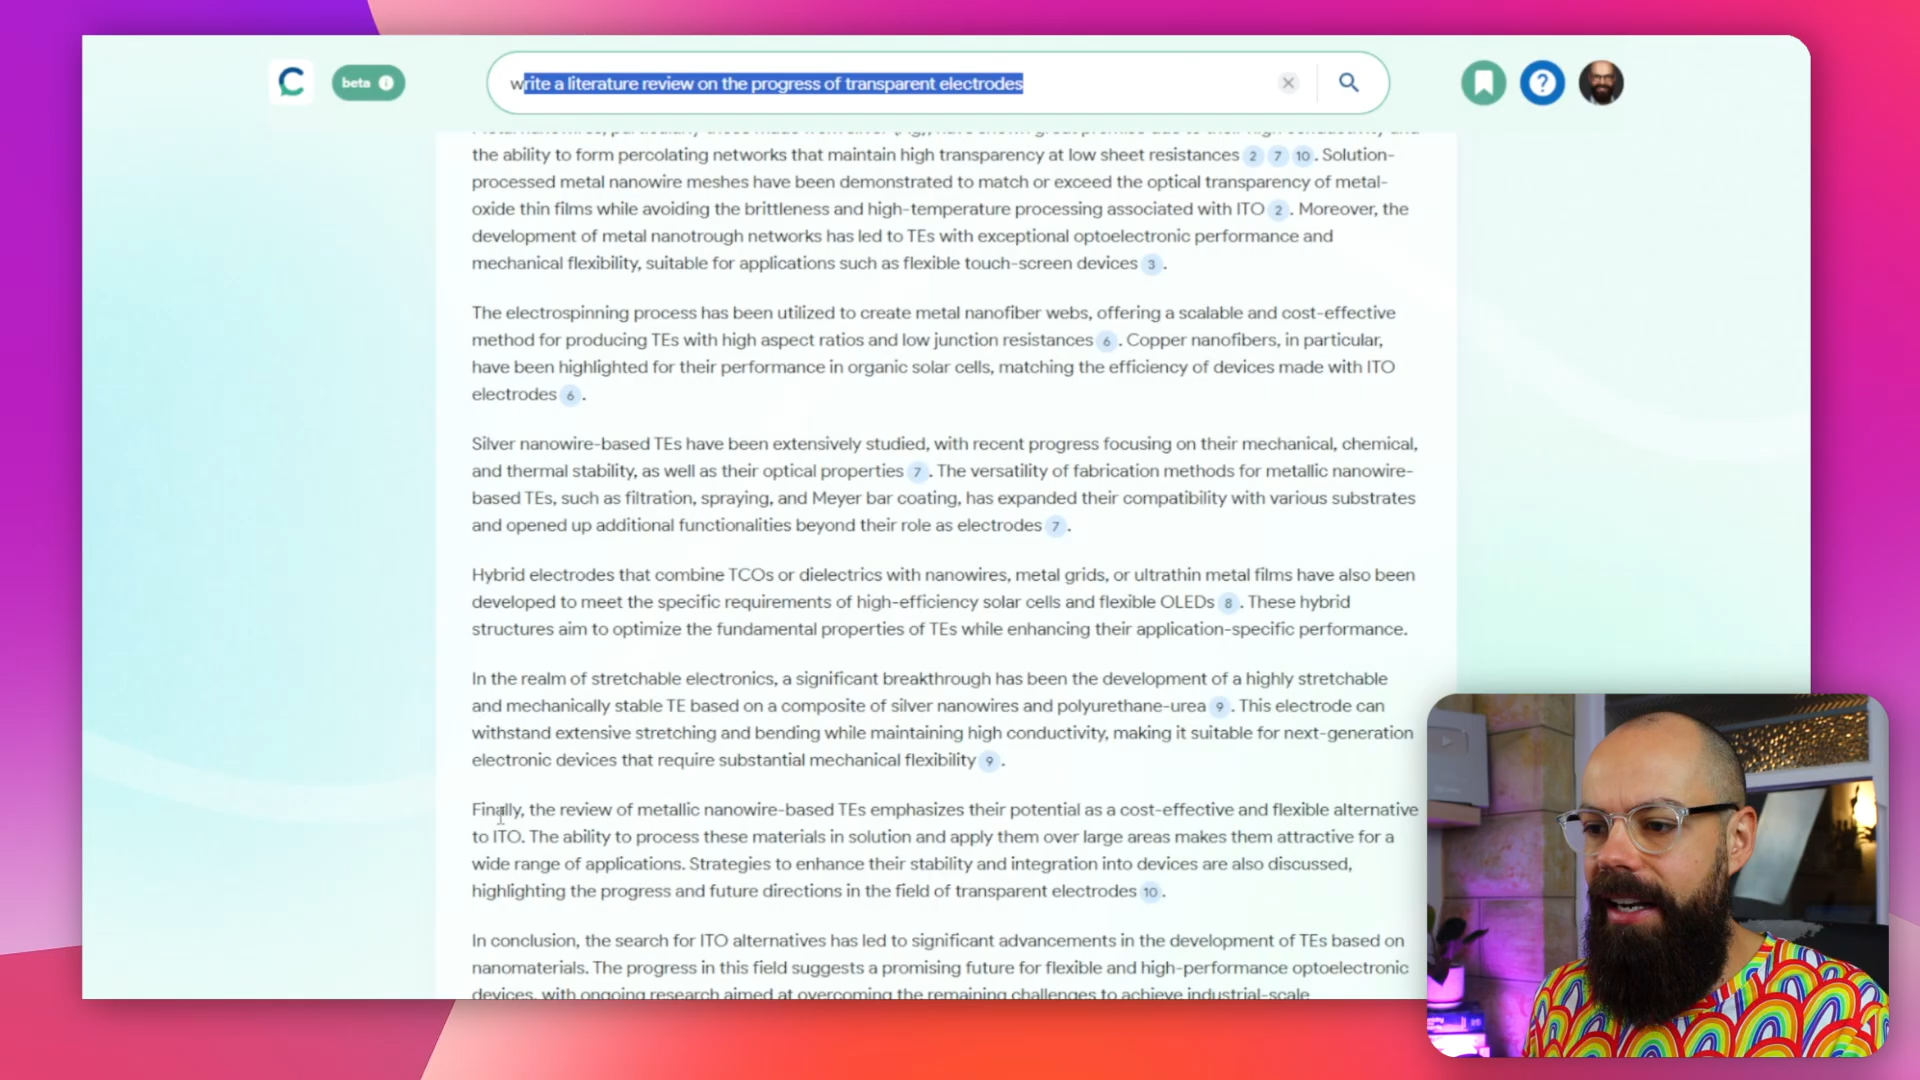 beta i
write a literature review on the progress of transparent electrodes
the ability to form percolating networks that maintain high transparency at low sheet resistances 2 7 10. Solution-
processed metal nanowire meshes have been demonstrated to match or exceed the optical transparency of metal-
oxide thin films while avoiding the brittleness and high-temperature processing associated with ITO 2. Moreover, the
development of metal nanotrough networks has led to TEs with exceptional optoelectronic performance and
mechanical flexibility, suitable for applications such as flexible touch-screen devices 3.
The electrospinning process has been utilized to create metal nanofiber webs, offering a scalable and cost-effective
method for producing TEs with high aspect ratios and low junction resistances 6. Copper nanofibers, in particular,
have been highlighted for their performance in organic solar cells, matching the efficiency of devices made with ITO
electrodes 6.
Silver nanowire-based TEs have been extensively studied, with recent progress focusing on their mechanical, chemical,
and thermal stability, as well as their optical properties 7. The versatility of fabrication methods for metallic nanowire-
based TEs, such as filtration, spraying, and Meyer bar coating, has expanded their compatibility with various substrates
and opened up additional functionalities beyond their role as electrodes 7.
Hybrid electrodes that combine TCOs or dielectrics with nanowires, metal grids, or ultrathin metal films have also been
developed to meet the specific requirements of high-efficiency solar cells and flexible OLEDs 8. These hybrid
structures aim to optimize the fundamental properties of TEs while enhancing their application-specific performance.
In the realm of stretchable electronics, a significant breakthrough has been the development of a highly stretchable
and mechanically stable TE based on a composite of silver nanowires and polyurethane-urea 9. This electrode can
withstand extensive stretching and bending while maintaining high conductivity, making it suitable for next-generation
electronic devices that require substantial mechanical flexibility 9.
Finally, the review of metallic nanowire-based TEs emphasizes their potential as a cost-effective and flexible alternative
to ITO. The ability to process these materials in solution and apply them over large areas makes them attractive for a
wide range of applications. Strategies to enhance their stability and integration into devices are also discussed,
highlighting the progress and future directions in the field of transparent electrodes 10.
In conclusion, the search for ITO alternatives has led to significant advancements in the development of TEs based on
nanomaterials. The progress in this field suggests a promising future for flexible and high-performance optoelectronic
devices, with ongoing research aimed at overcoming the remaining challenges to achieve industrial-scale